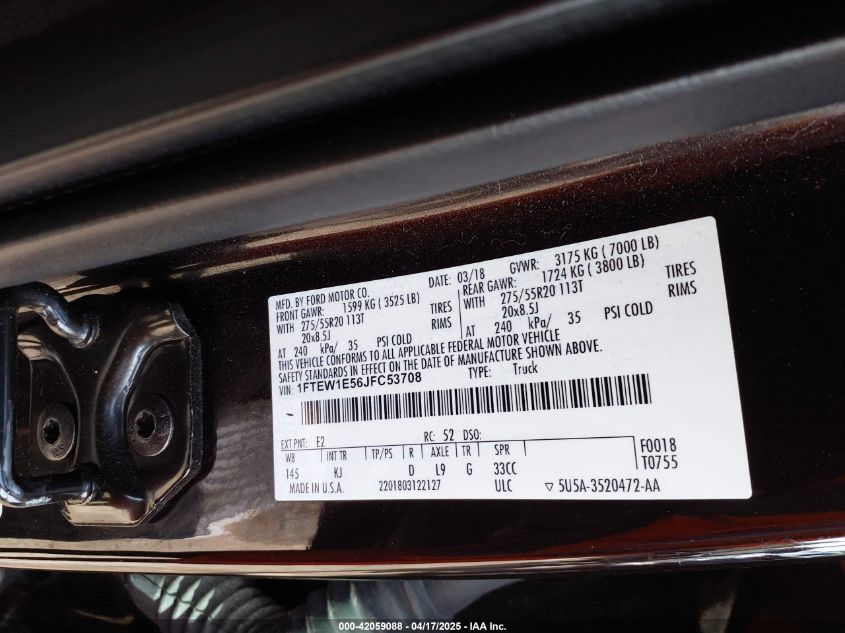 MFD. BY FORD MOTOR CO. DATE: 03/18 GVWR: 3175 KG ( 7000 LB)
FRONT GAWR: 1599 KG ( 3525 LB) REAR GAWR: 1724 KG ( 3800 LB)
WITH 275/55R20 113T TIRES WITH 275/55R20 113T TIRES
20x8.5J RIMS 20x8.5J RIMS
AT 240 kPa/ 35 PSI COLD AT 240 kPa/ 35 PSI COLD
THIS VEHICLE CONFORMS TO ALL APPLICABLE FEDERAL MOTOR VEHICLE
SAFETY STANDARDS IN EFFECT ON THE DATE OF MANUFACTURE SHOWN ABOVE.
VIN: 1FTEW1E56JFC53708 TYPE: Truck
EXT PNT: E2 RC: 52 DSO:
WB INT TR TP/PS R AXLE TR SPR
145 KJ D L9 G 33CC
F0018
T0755
MADE IN U.S.A. 2201803122127 ULC ▽ 5U5A-3520472-AA
000-42059088 - 04/17/2025 - IAA Inc.